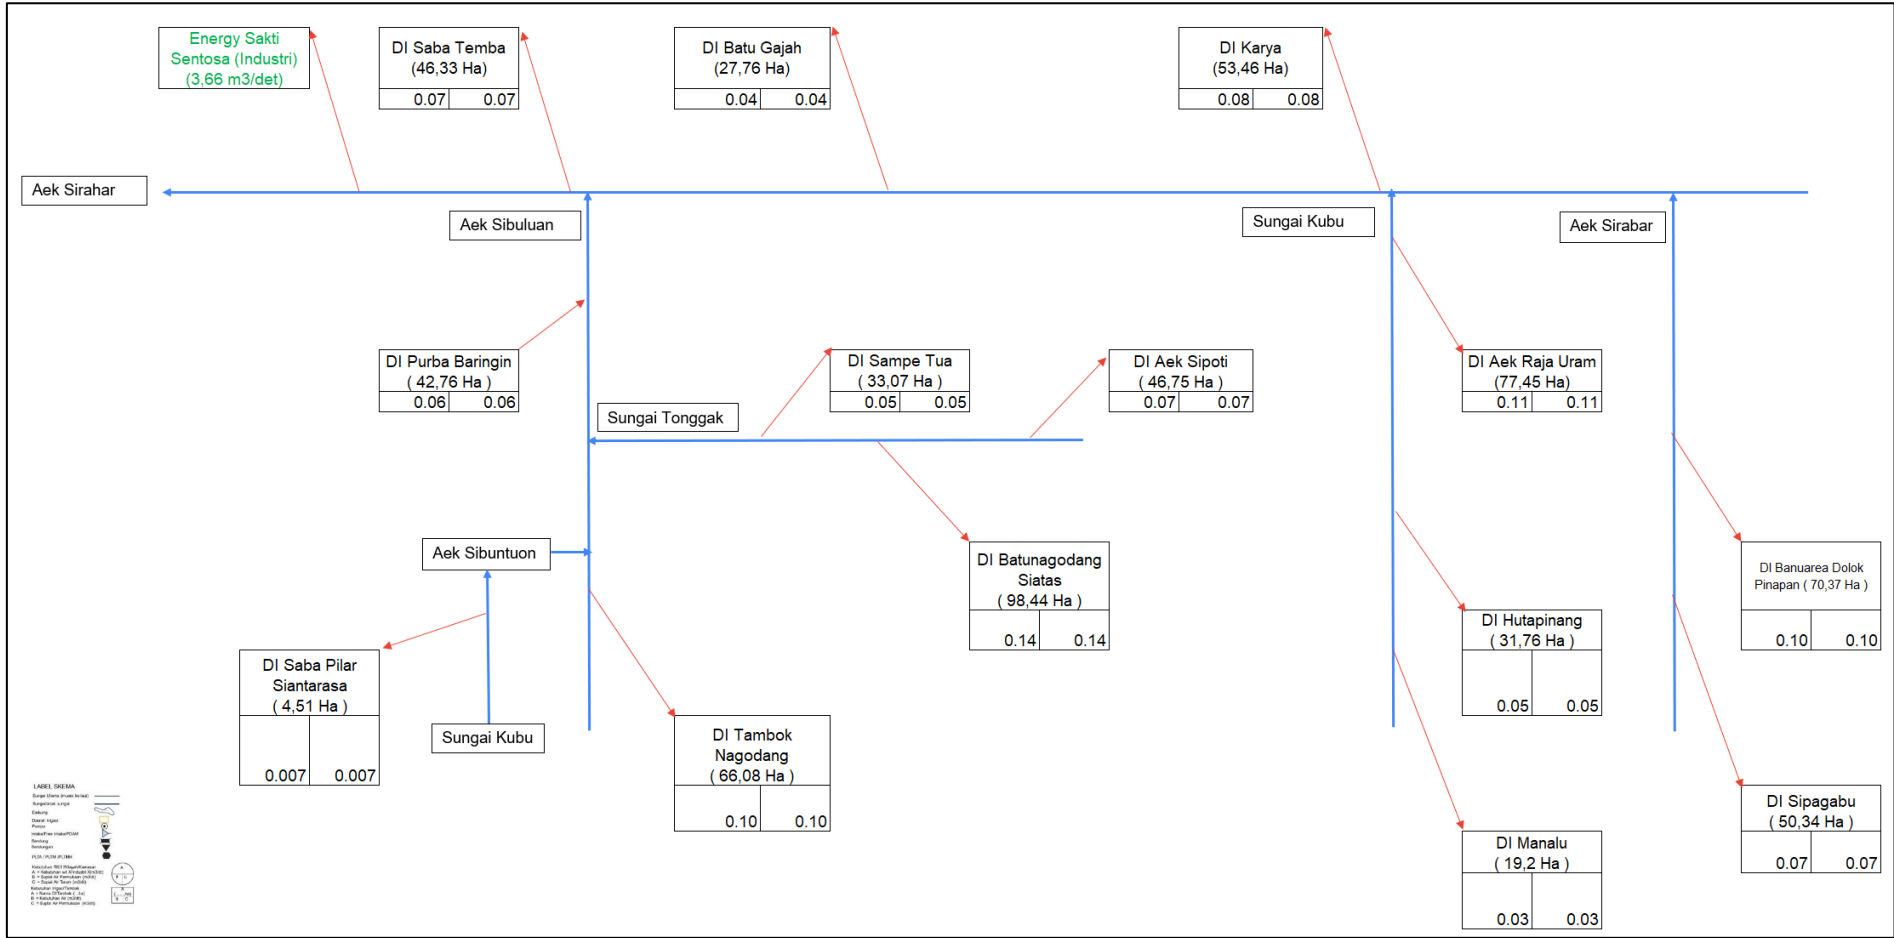 Energy Sakti
Sentosa (Industri)
(3,66 m3/det)
DI Saba Temba
(46,33 Ha)
0.07 0.07
DI Batu Gajah
(27,76 Ha)
0.04 0.04
DI Karya
(53,46 Ha)
0.08 0.08
Aek Sirahar
Aek Sibuluan
Sungai Kubu
Aek Sirabar
DI Purba Baringin
( 42,76 Ha )
0.06 0.06
DI Sampe Tua
( 33,07 Ha )
0.05 0.05
DI Aek Sipoti
( 46,75 Ha )
0.07 0.07
DI Aek Raja Uram
(77,45 Ha)
0.11 0.11
Sungai Tonggak
Aek Sibuntuon
DI Batunagodang
Siatas
( 98,44 Ha )
0.14 0.14
DI Banuarea Dolok
Pinapan ( 70,37 Ha )
0.10 0.10
DI Hutapinang
( 31,76 Ha )
0.05 0.05
DI Saba Pilar
Siantarasa
( 4,51 Ha )
0.007 0.007
Sungai Kubu
DI Tambok
Nagodang
( 66,08 Ha )
0.10 0.10
DI Sipagabu
( 50,34 Ha )
0.07 0.07
DI Manalu
( 19,2 Ha )
0.03 0.03
LABEL SKEMA
Embung
Daerah Irigasi
Pompa
Bendung
Bendungan